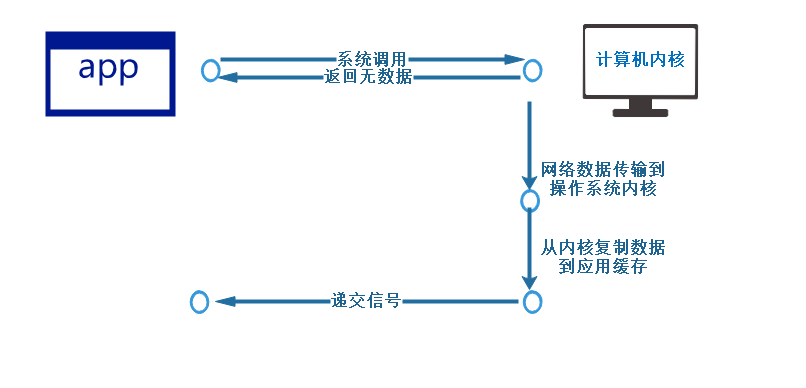 app
系统调用
返回无数据
计算机内核
网络数据传输到
操作系统内核
从内核复制数据
到应用缓存
递交信号